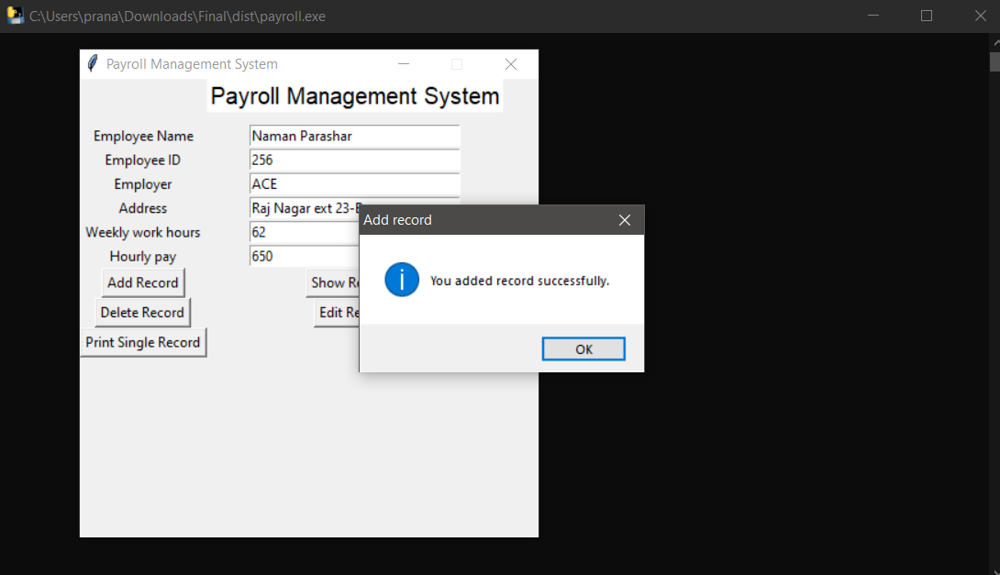 C:\Users\prana\Downloads\Final\dist\payroll.exe
Payroll Management System
Payroll Management System
Employee Name Naman Parashar
Employee ID 256
Employer ACE
Address Raj Nagar ext 23-
Weekly work hours 62
Hourly pay 650
Add Record Show
Delete Record Edit
Print Single Record
Add record
You added record successfully.
OK